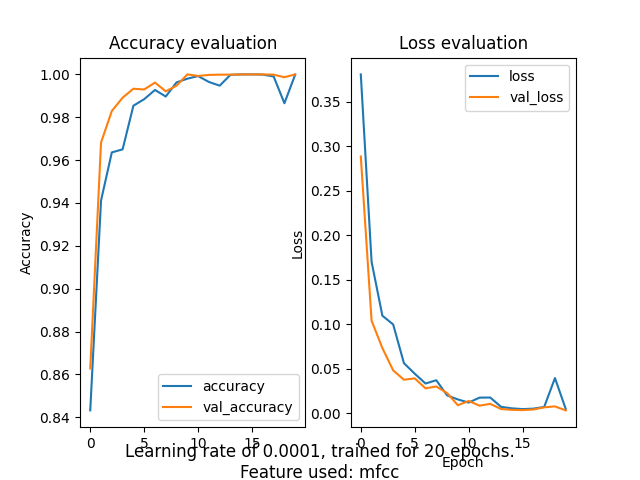 Accuracy evaluation
Loss evaluation
1.00
0.98
0.96
0.94
0.92
0.90
0.88
0.86
0.84
Accuracy
accuracy
val_accuracy
0 5 10 15
0.35
0.30
0.25
0.20
0.15
0.10
0.05
0.00
Loss
loss
val_loss
0 5 10 15
Epoch
Learning rate of 0.0001, trained for 20 epochs.
Feature used: mfcc